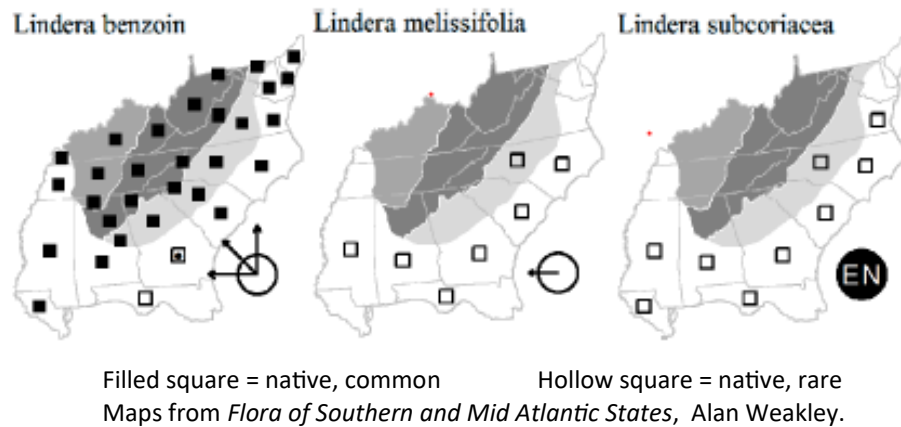 Lindera benzoin
Lindera melissifolia
Lindera subcoriacea
EN
Filled square = native, common
Hollow square = native, rare
Maps from Flora of Southern and Mid Atlantic States, Alan Weakley.